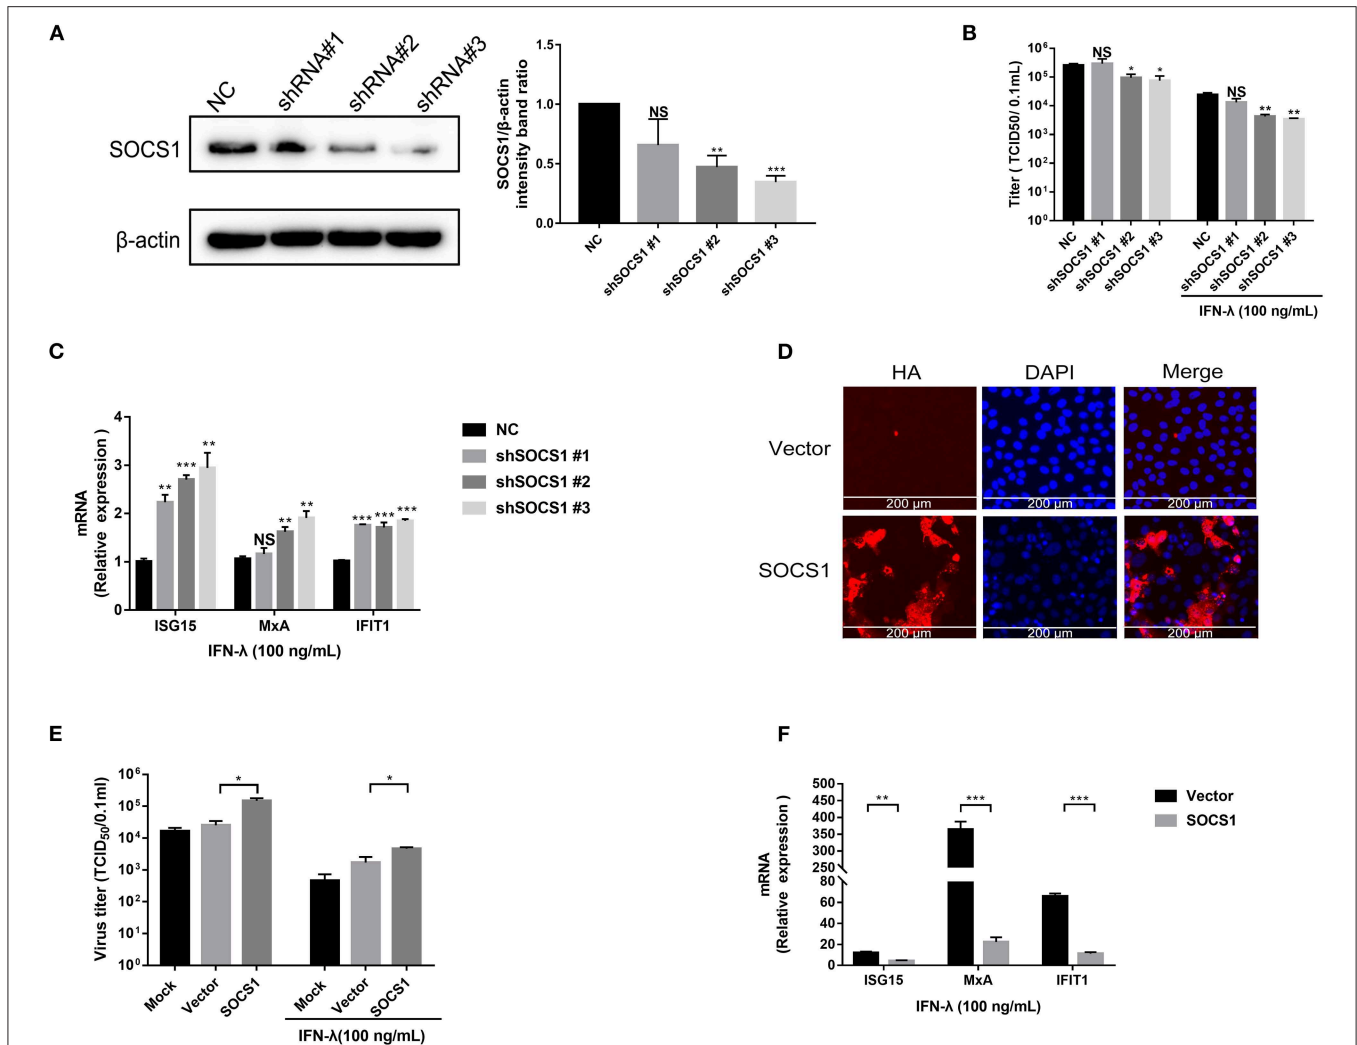 A
NC
shRNA#1
shRNA#2
shRNA#3
SOCS1
β-actin
SOCS1/β-actin
intensity band ratio
1.5
1.0
0.5
0.0
NS
**
***
NC
shSOCS1 #1
shSOCS1 #2
shSOCS1 #3
B
Titer ( TCID50/ 0.1mL)
10⁶
10⁵
10⁴
10³
10²
10¹
10⁰
NS
*
*
NS
**
**
NC
shSOCS1 #1
shSOCS1 #2
shSOCS1 #3
NC
shSOCS1 #1
shSOCS1 #2
shSOCS1 #3
IFN-λ (100 ng/mL)
C
mRNA
(Relative expression )
4
3
2
1
0
**
***
**
NS
**
**
***
***
***
ISG15
MxA
IFIT1
IFN-λ (100 ng/mL)
NC
shSOCS1 #1
shSOCS1 #2
shSOCS1 #3
D
HA
DAPI
Merge
Vector
200 µm
200 µm
200 µm
SOCS1
200 µm
200 µm
200 µm
E
Virus titer (TCID₅₀/0.1ml)
10⁶
10⁵
10⁴
10³
10²
10¹
10⁰
*
*
Mock
Vector
SOCS1
Mock
Vector
SOCS1
IFN-λ(100 ng/mL)
F
mRNA
(Relative expression )
500
450
400
350
300
250
80
60
40
20
0
**
***
***
ISG15
MxA
IFIT1
IFN-λ (100 ng/mL)
Vector
SOCS1